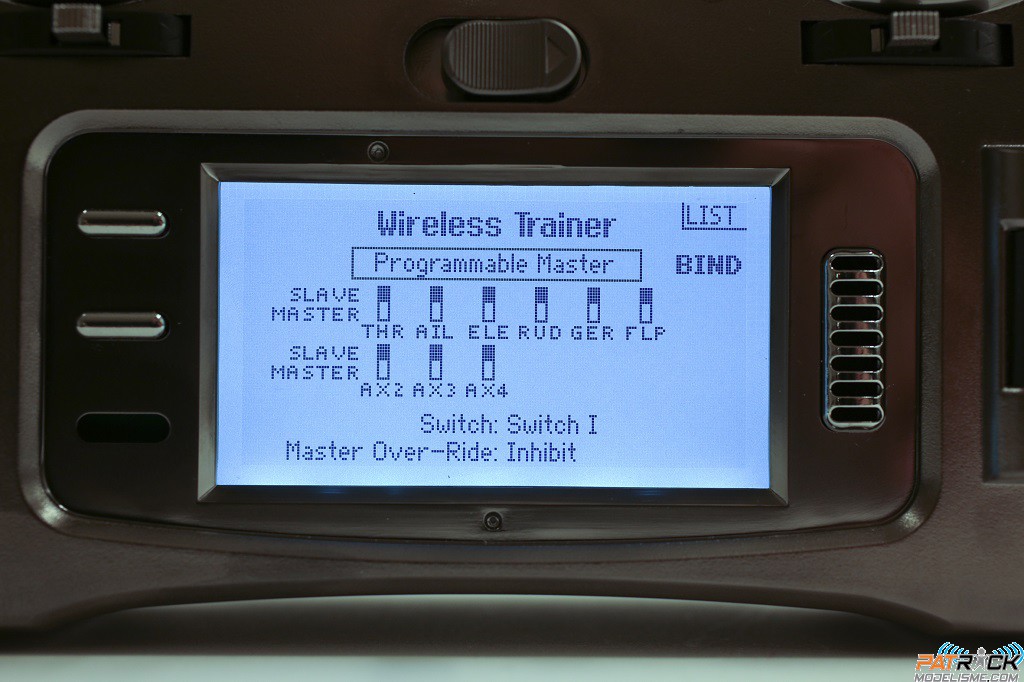 Wireless Trainer
LIST
Programmable Master
BIND
SLAVE
MASTER
THR AIL ELE RUD GER FLP
SLAVE
MASTER
AX2 AX3 AX4
Switch: Switch I
Master Over-Ride: Inhibit
PATROCK
MODELISME.COM